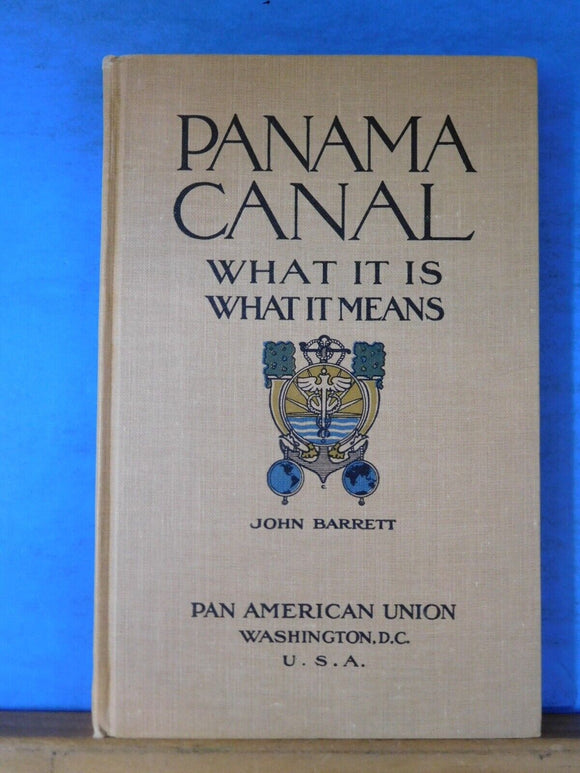 PANAMA
CANAL
WHAT IT IS
WHAT IT MEANS
JOHN BARRETT
PAN AMERICAN UNION
WASHINGTON, D.C.
U. S. A.